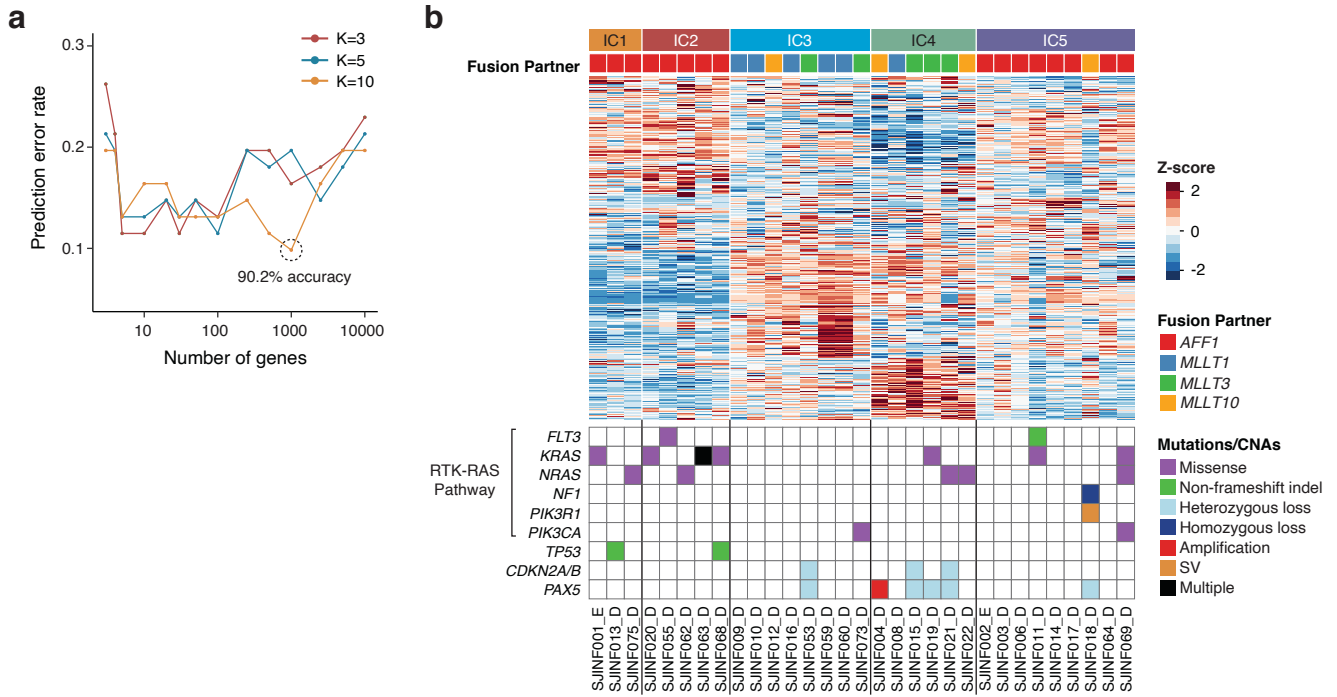 a
0.3
0.2
0.1
Prediction error rate
K=3
K=5
K=10
90.2% accuracy
10
100
1000
10000
Number of genes
b
IC1
IC2
IC3
IC4
IC5
Fusion Partner
Z-score
2
0
-2
Fusion Partner
AFF1
MLLT1
MLLT3
MLLT10
RTK-RAS
Pathway
FLT3
KRAS
NRAS
NF1
PIK3R1
PIK3CA
TP53
CDKN2A/B
PAX5
Mutations/CNAs
Missense
Non-frameshift indel
Heterozygous loss
Homozygous loss
Amplification
SV
Multiple
SJINF001_E
SJINF013_D
SJINF075_D
SJINF020_D
SJINF055_D
SJINF062_D
SJINF063_D
SJINF068_D
SJINF009_D
SJINF010_D
SJINF012_D
SJINF016_D
SJINF053_D
SJINF059_D
SJINF060_D
SJINF073_D
SJINF004_D
SJINF008_D
SJINF015_D
SJINF019_D
SJINF021_D
SJINF022_D
SJINF002_E
SJINF003_D
SJINF006_D
SJINF011_D
SJINF014_D
SJINF017_D
SJINF018_D
SJINF064_D
SJINF069_D